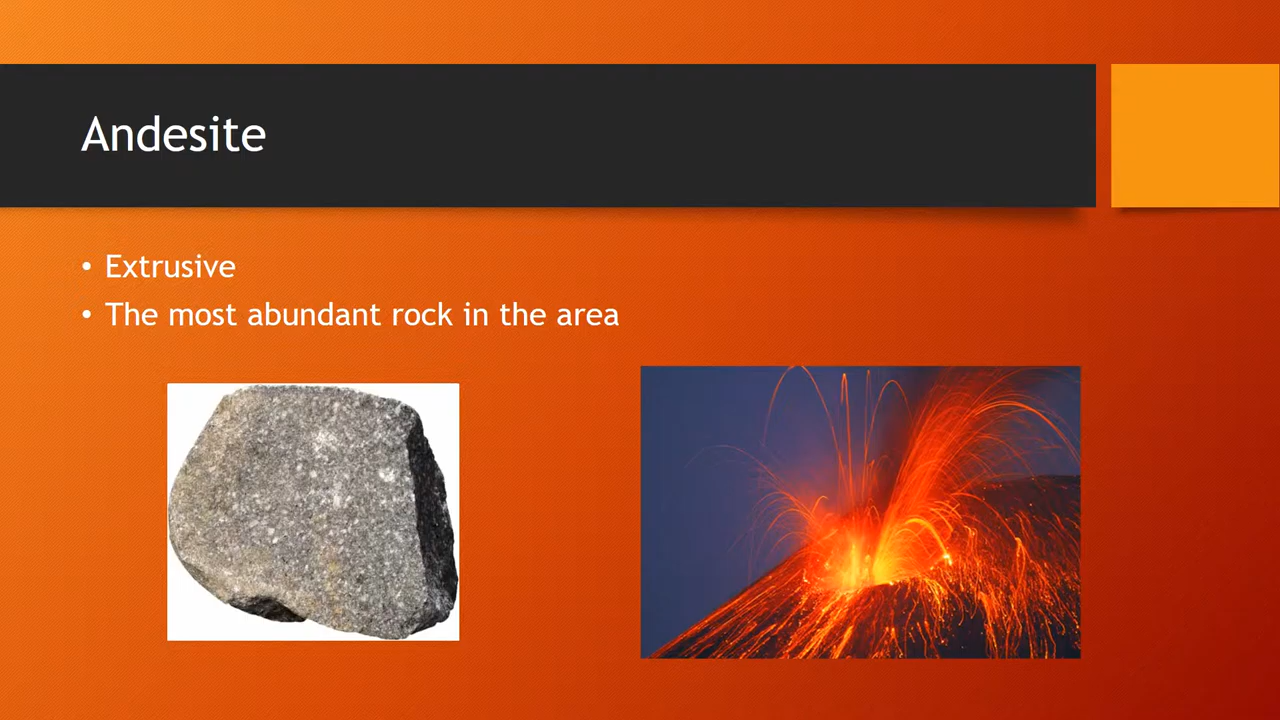 Andesite
• Extrusive
• The most abundant rock in the area